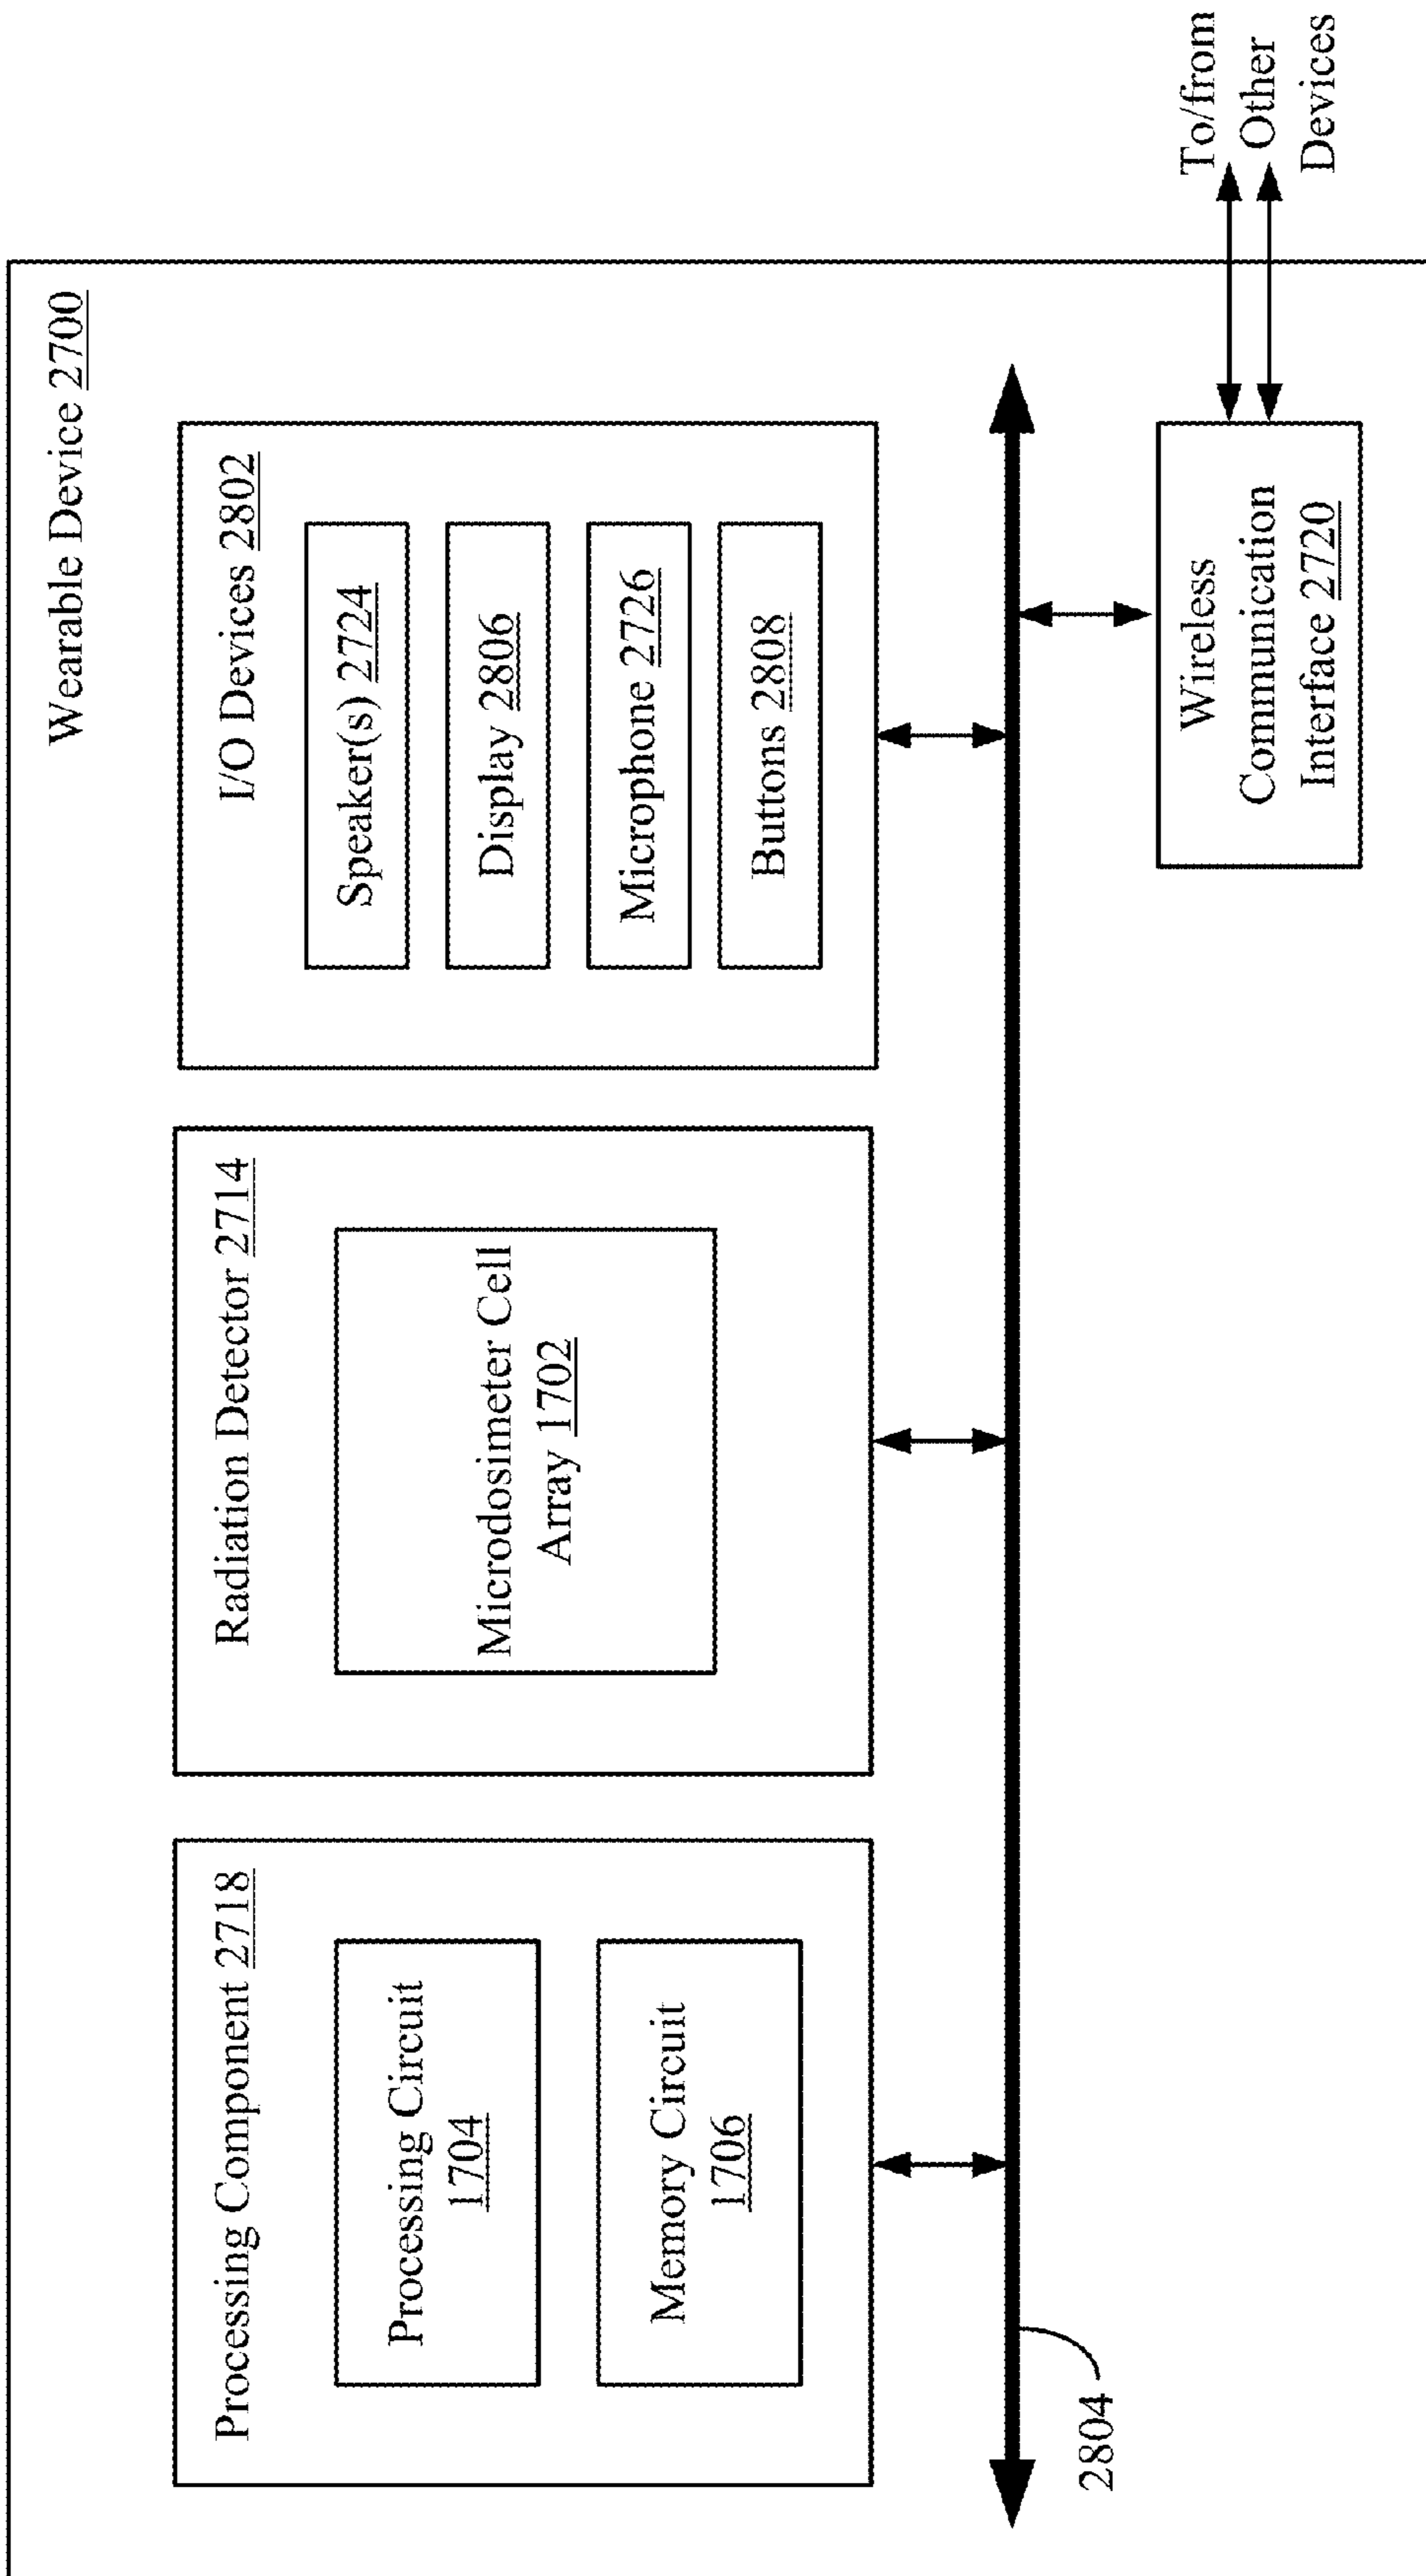 Wearable Device 2700
Processing Component 2718
Processing Circuit
1704
Memory Circuit
1706
Radiation Detector 2714
Microdosimeter Cell
Array 1702
I/O Devices 2802
Speaker(s) 2724
Display 2806
Microphone 2726
Buttons 2808
2804
Wireless
Communication
Interface 2720
To/from
Other
Devices